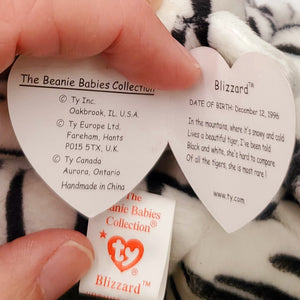 The Beanie Babies Collection
© Ty Inc.
Oakbrook, IL. U.S.A.
© Ty Europe Ltd.
Fareham, Hants
PO15 5TX, U.K.
© Ty Canada
Aurora, Ontario
Handmade in China
Blizzard™
DATE OF BIRTH: December 12, 1996
In the mountains, where it's snowy and cold
Lives a beautiful tiger, I've been told
Black and white, she's hard to compare
Of all the tigers, she is most rare !
www.ty.com
The
Beanie Babies
Collection®
ty
Blizzard™